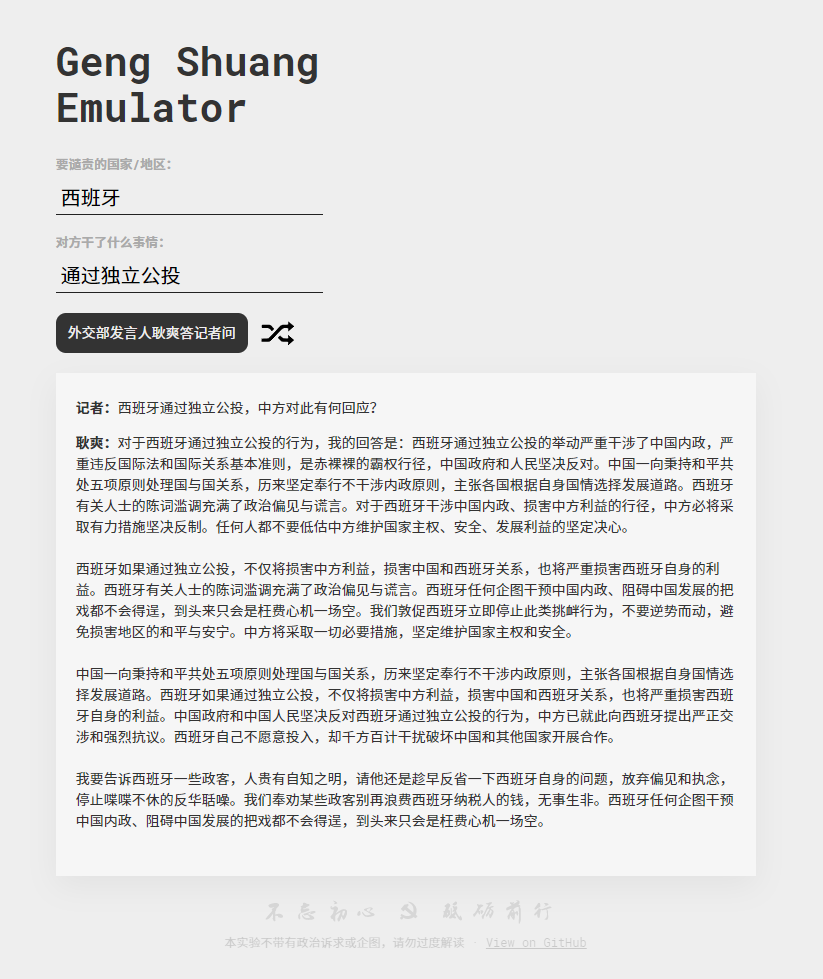 Geng Shuang
Emulator
要谴责的国家/地区：
西班牙
对方干了什么事情：
通过独立公投
外交部发言人耿爽答记者问
记者：西班牙通过独立公投，中方对此有何回应？
耿爽：对于西班牙通过独立公投的行为，我的回答是：西班牙通过独立公投的举动严重干涉了中国内政，严
重违反国际法和国际关系基本准则，是赤裸裸的霸权行径，中国政府和人民坚决反对。中国一向秉持和平共
处五项原则处理国与国关系，历来坚定奉行不干涉内政原则，主张各国根据自身国情选择发展道路。西班牙
有关人士的陈词滥调充满了政治偏见与谎言。对于西班牙干涉中国内政、损害中方利益的行径，中方必将采
取有力措施坚决反制。任何人都不要低估中方维护国家主权、安全、发展利益的坚定决心。
西班牙如果通过独立公投，不仅将损害中方利益，损害中国和西班牙关系，也将严重损害西班牙自身的利
益。西班牙有关人士的陈词滥调充满了政治偏见与谎言。西班牙任何企图干预中国内政、阻碍中国发展的把
戏都不会得逞，到头来只会是枉费心机一场空。我们敦促西班牙立即停止此类挑衅行为，不要逆势而动，避
免损害地区的和平与安宁。中方将采取一切必要措施，坚定维护国家主权和安全。
中国一向秉持和平共处五项原则处理国与国关系，历来坚定奉行不干涉内政原则，主张各国根据自身国情选
择发展道路。西班牙如果通过独立公投，不仅将损害中方利益，损害中国和西班牙关系，也将严重损害西班
牙自身的利益。中国政府和中国人民坚决反对西班牙通过独立公投的行为，中方已就此向西班牙提出严正交
涉和强烈抗议。西班牙自己不愿意投入，却千方百计干扰破坏中国和其他国家开展合作。
我要告诉西班牙一些政客，人贵有自知之明，请他还是趁早反省一下西班牙自身的问题，放弃偏见和执念，
停止喋喋不休的反华聒噪。我们奉劝某些政客别再浪费西班牙纳税人的钱，无事生非。西班牙任何企图干预
中国内政、阻碍中国发展的把戏都不会得逞，到头来只会是枉费心机一场空。
不忘初心 ☭ 砥砺前行
本实验不带有政治诉求或企图，请勿过度解读 · View on GitHub